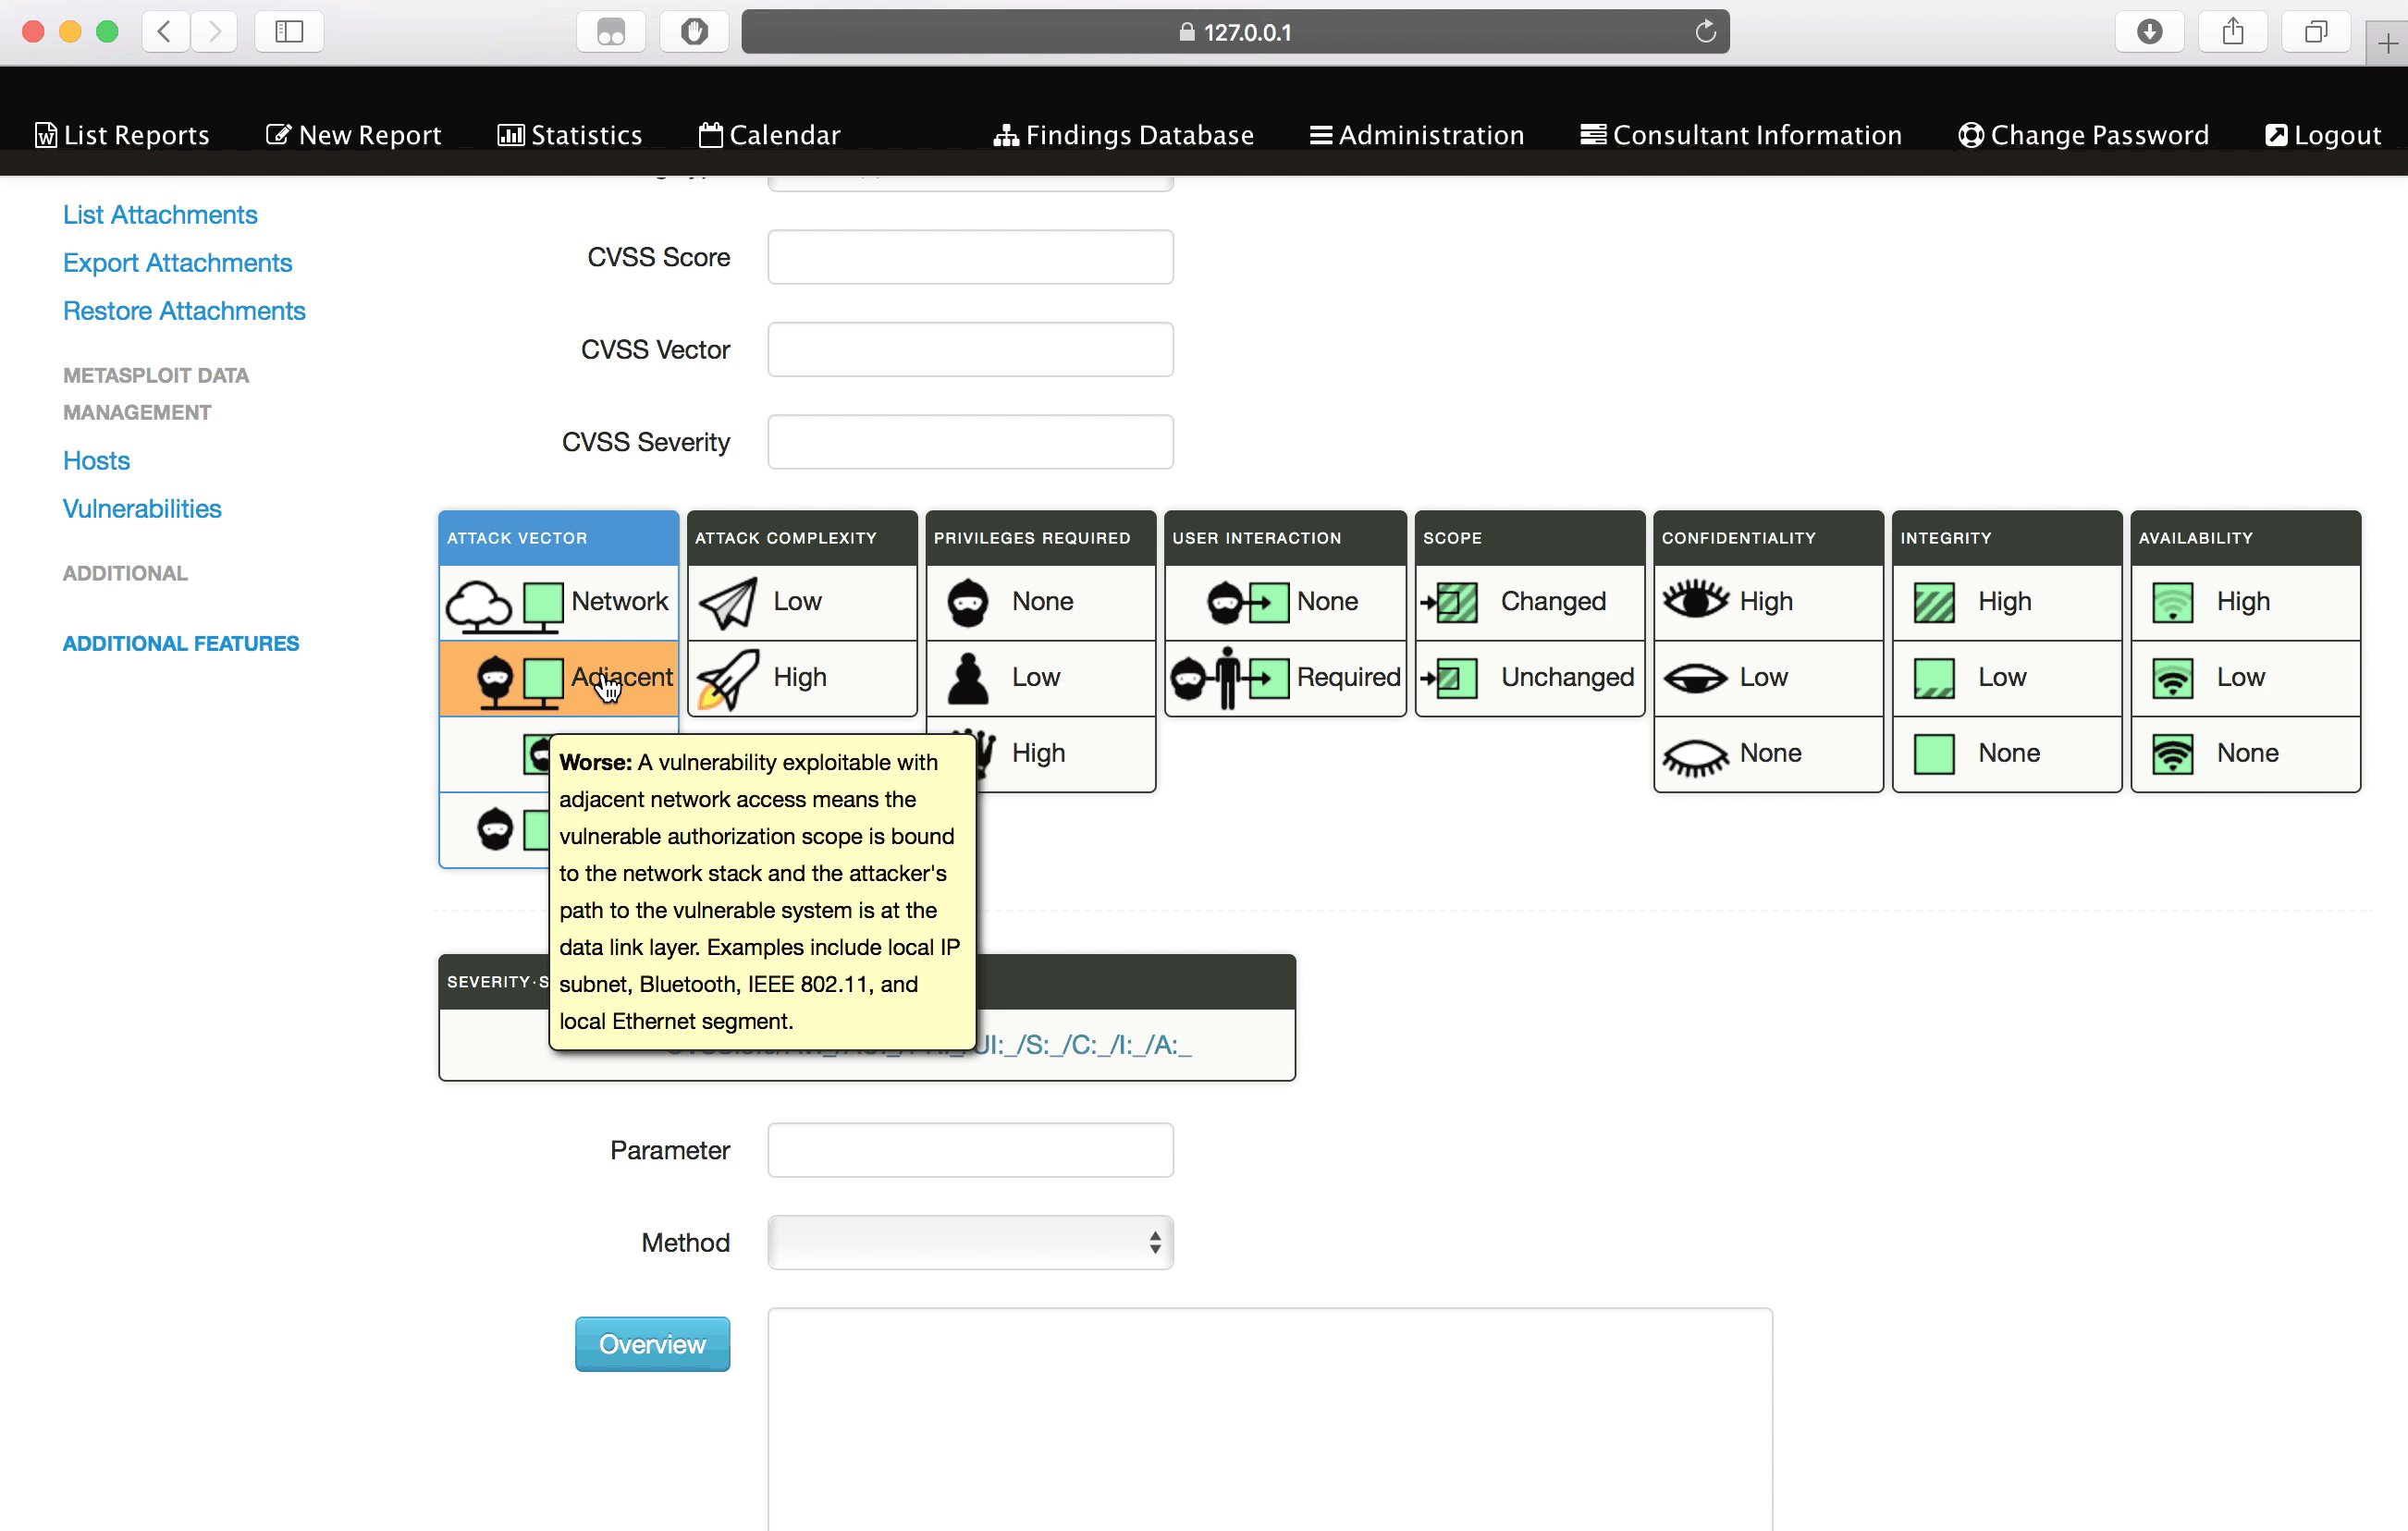 127.0.0.1
List Reports New Report Statistics Calendar Findings Database Administration Consultant Information Change Password Logout
List Attachments
Export Attachments
Restore Attachments
METASPLOIT DATA
MANAGEMENT
Hosts
Vulnerabilities
ADDITIONAL
ADDITIONAL FEATURES
CVSS Score
CVSS Vector
CVSS Severity
ATTACK VECTOR
Network
Adjacent
ATTACK COMPLEXITY
Low
High
PRIVILEGES REQUIRED
None
Low
High
USER INTERACTION
None
Required
SCOPE
Changed
Unchanged
CONFIDENTIALITY
High
Low
None
INTEGRITY
High
Low
None
AVAILABILITY
High
Low
None
Worse: A vulnerability exploitable with
adjacent network access means the
vulnerable authorization scope is bound
to the network stack and the attacker's
path to the vulnerable system is at the
data link layer. Examples include local IP
subnet, Bluetooth, IEEE 802.11, and
local Ethernet segment.
SEVERITY·S
UI:_/S:_/C:_/I:_/A:_
Parameter
Method
Overview